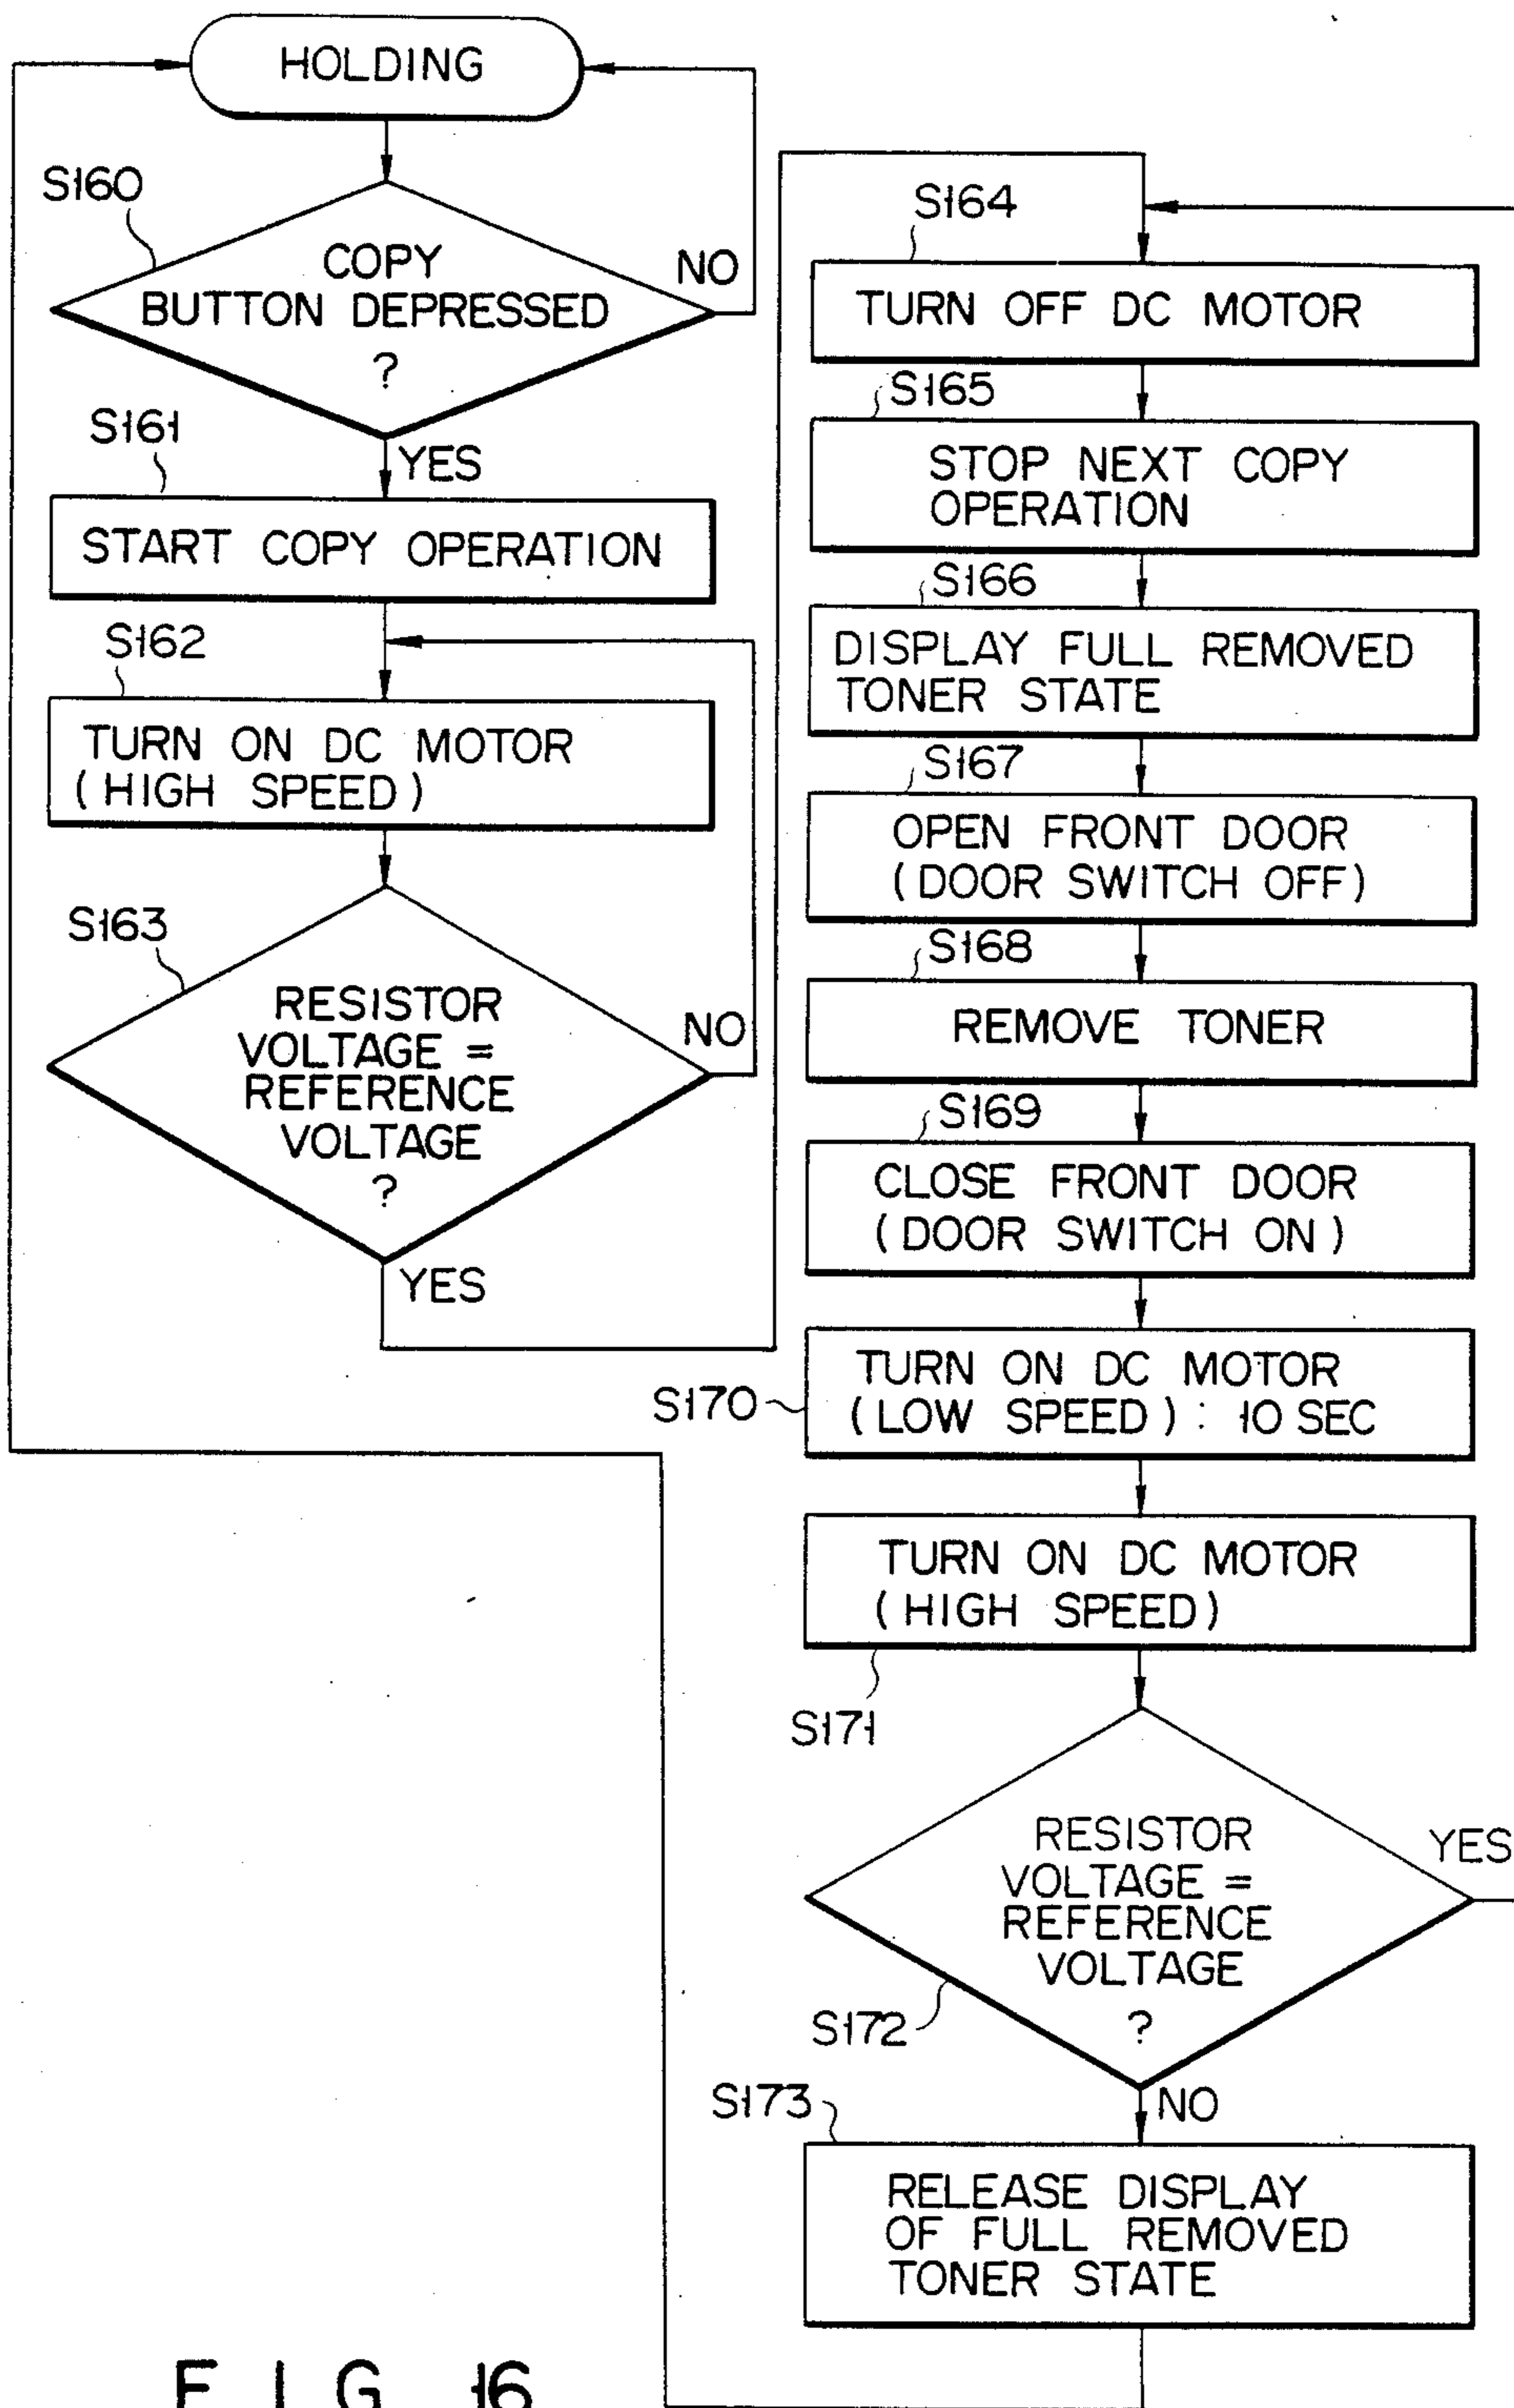 HOLDING
S160
COPY
BUTTON DEPRESSED
?
NO
YES
S161
START COPY OPERATION
S162
TURN ON DC MOTOR
(HIGH SPEED)
S163
RESISTOR
VOLTAGE =
REFERENCE
VOLTAGE
?
NO
YES
S164
TURN OFF DC MOTOR
S165
STOP NEXT COPY
OPERATION
S166
DISPLAY FULL REMOVED
TONER STATE
S167
OPEN FRONT DOOR
(DOOR SWITCH OFF)
S168
REMOVE TONER
S169
CLOSE FRONT DOOR
(DOOR SWITCH ON)
S170
TURN ON DC MOTOR
(LOW SPEED): 10 SEC
TURN ON DC MOTOR
(HIGH SPEED)
S171
RESISTOR
VOLTAGE =
REFERENCE
VOLTAGE
?
YES
S172
NO
S173
RELEASE DISPLAY
OF FULL REMOVED
TONER STATE
FIG. 16